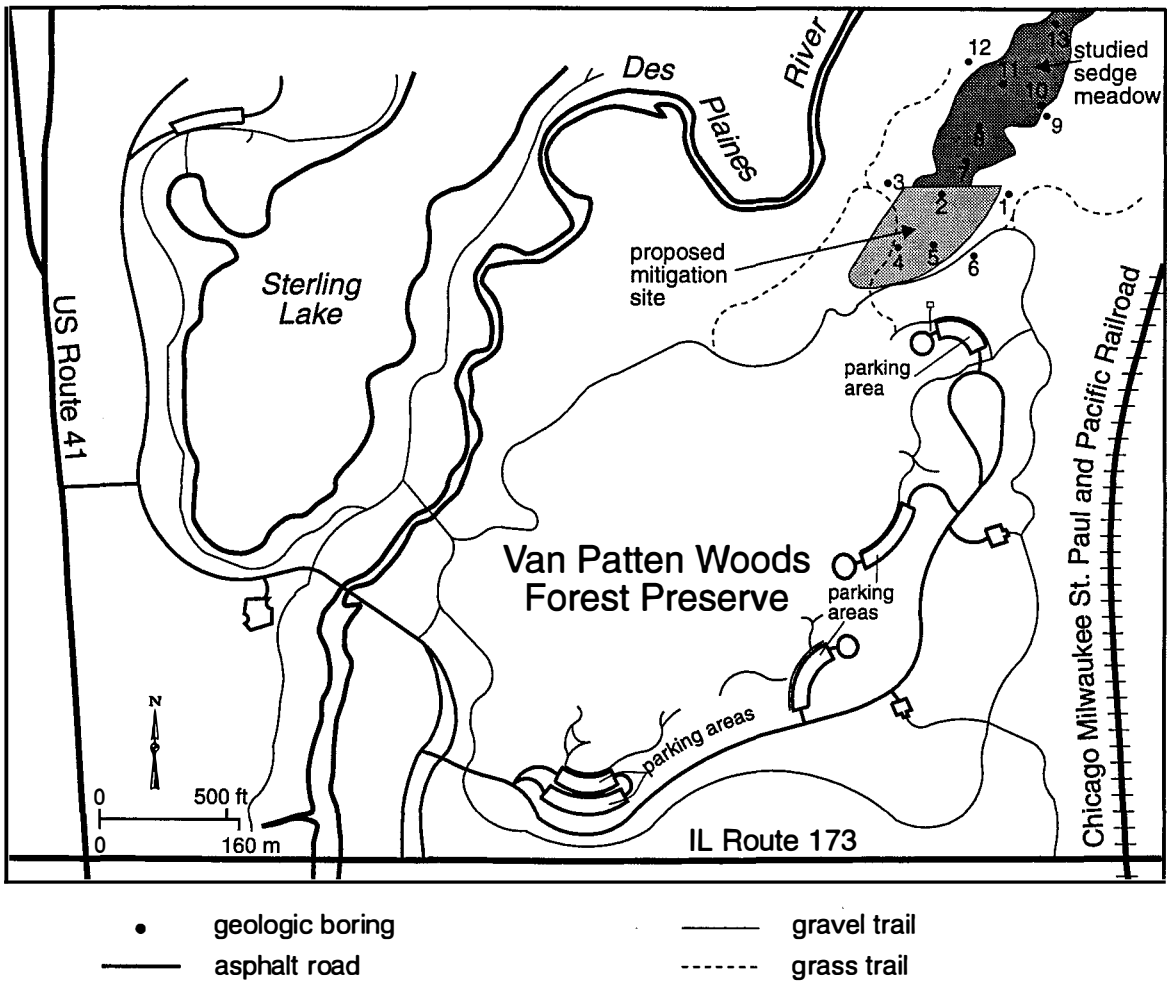 Des
Plaines
River
12
13
studied
sedge
meadow
11
10
9
8
7
3
2
1
proposed
mitigation
site
4
5
6
Sterling
Lake
US Route 41
parking
area
Chicago Milwaukee St. Paul and Pacific Railroad
Van Patten Woods
Forest Preserve
parking
areas
parking areas
N
0 500 ft
0 160 m
IL Route 173
geologic boring
gravel trail
asphalt road
grass trail